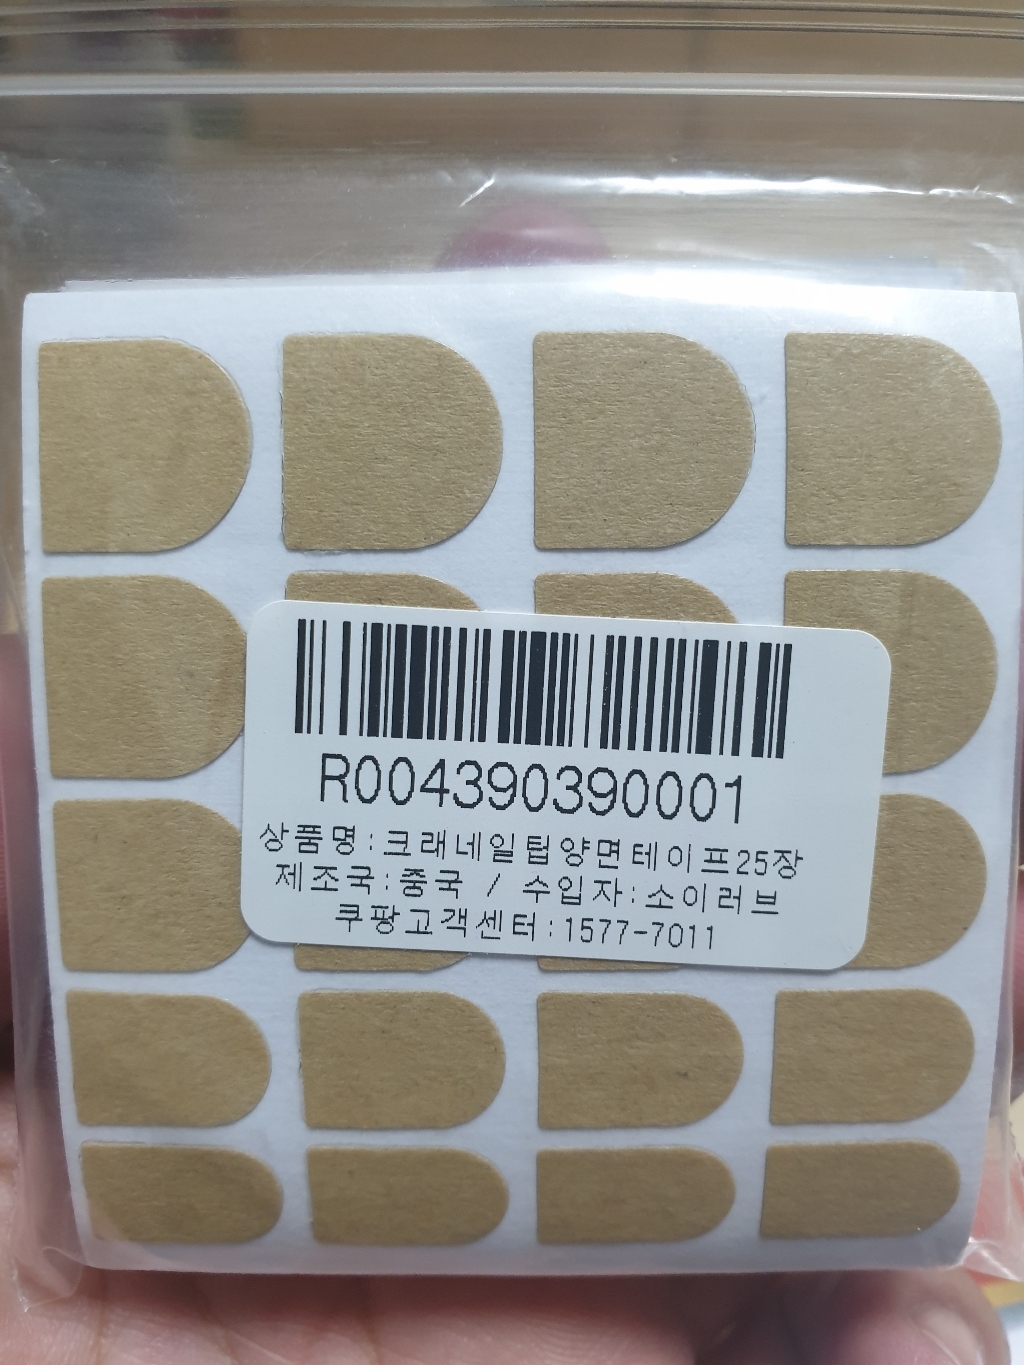 R004390390001
상품명:크래네일팁양면테이프25장
제조국:중국 / 수입자:소이러브
쿠팡고객센터:1577-7011